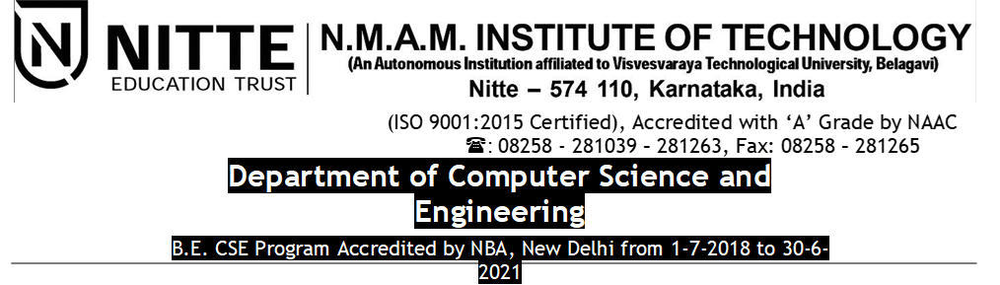 N
NITTE
EDUCATION TRUST
N.M.A.M. INSTITUTE OF TECHNOLOGY
(An Autonomous Institution affiliated to Visvesvaraya Technological University, Belagavi)
Nitte – 574 110, Karnataka, India
(ISO 9001:2015 Certified), Accredited with ‘A’ Grade by NAAC
☎: 08258 - 281039 – 281263, Fax: 08258 – 281265
Department of Computer Science and
Engineering
B.E. CSE Program Accredited by NBA, New Delhi from 1-7-2018 to 30-6-
2021